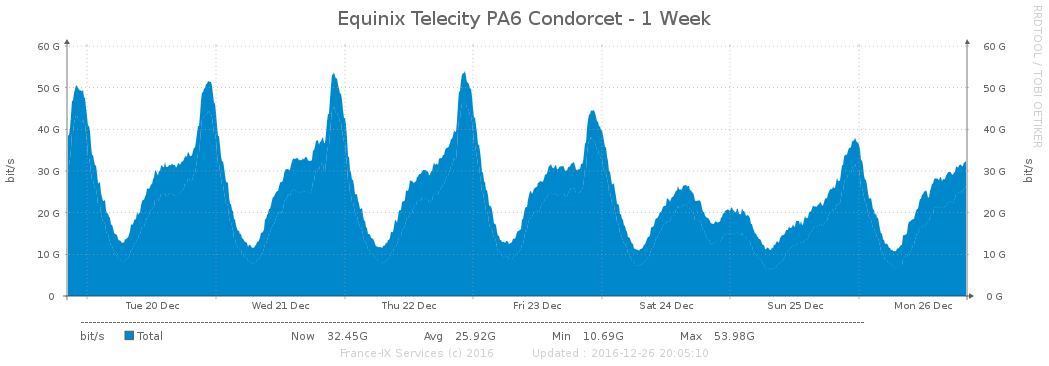 Equinix Telecity PA6 Condorcet - 1 Week
RRDTOOL / TOBI OETIKER
60 G 60 G
50 G 50 G
40 G 40 G
30 G 30 G
20 G 20 G
10 G 10 G
0 0 G
bit/s bit/s
Tue 20 Dec Wed 21 Dec Thu 22 Dec Fri 23 Dec Sat 24 Dec Sun 25 Dec Mon 26 Dec
bit/s Total Now 32.45G Avg 25.92G Min 10.69G Max 53.98G
France-IX Services (c) 2016 Updated : 2016-12-26 20:05:10